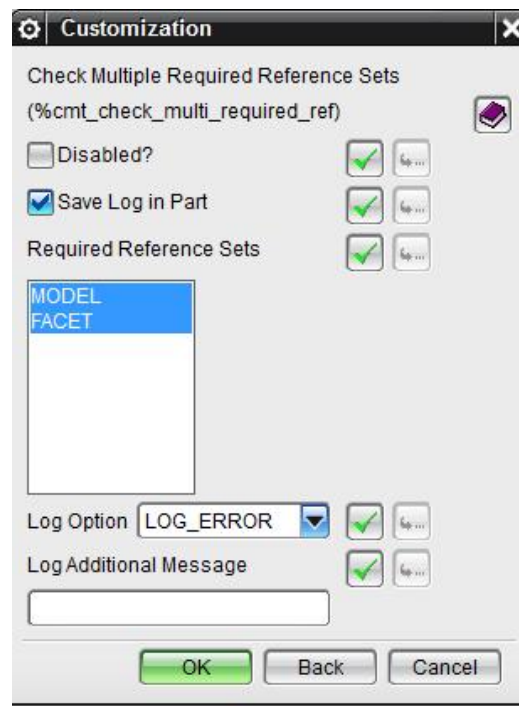 Customization
Check Multiple Required Reference Sets
(%cmt_check_multi_required_ref)
Disabled?
Save Log in Part
Required Reference Sets
MODEL
FACET
Log Option LOG_ERROR
Log Additional Message
OK Back Cancel